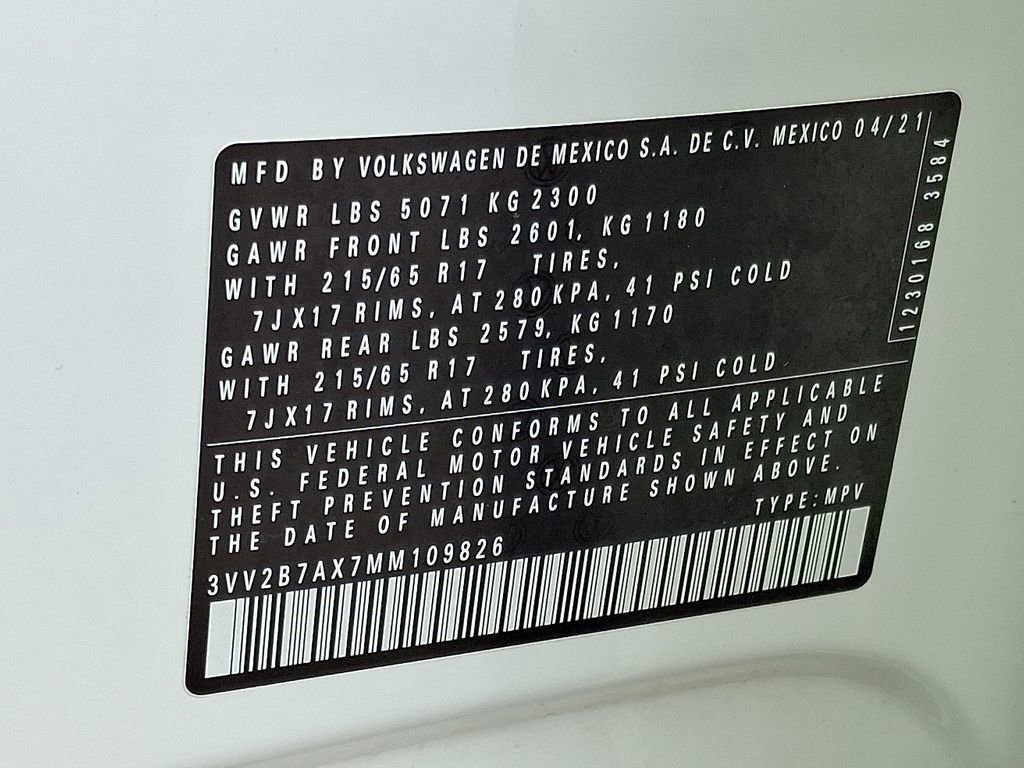 MFD BY VOLKSWAGEN DE MEXICO S.A. DE C.V. MEXICO 04/21
GVWR LBS 5071 KG 2300
GAWR FRONT LBS 2601, KG 1180
WITH 215/65 R17 TIRES,
7JX17 RIMS, AT 280 KPA, 41 PSI COLD
GAWR REAR LBS 2579, KG 1170
WITH 215/65 R17 TIRES,
7JX17 RIMS, AT 280 KPA, 41 PSI COLD
1230168 3584
THIS VEHICLE CONFORMS TO ALL APPLICABLE
U.S. FEDERAL MOTOR VEHICLE SAFETY AND
THEFT PREVENTION STANDARDS IN EFFECT ON
THE DATE OF MANUFACTURE SHOWN ABOVE.
TYPE: MPV
3VV2B7AX7MM109826